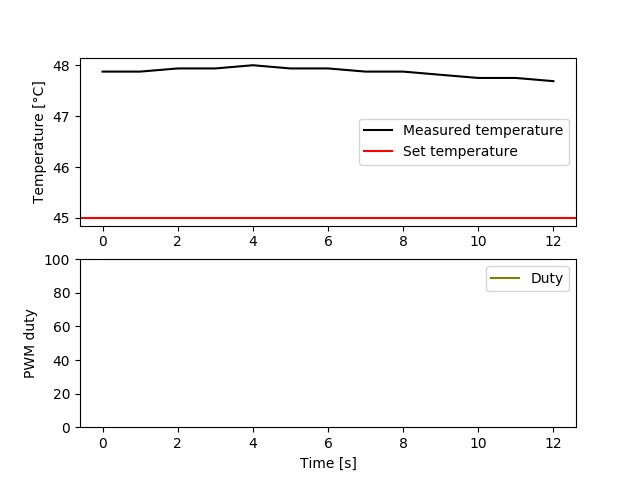 48
47
46
45
Temperature [°C]
Measured temperature
Set temperature
0 2 4 6 8 10 12
100
80
60
40
20
0
PWM duty
Duty
0 2 4 6 8 10 12
Time [s]